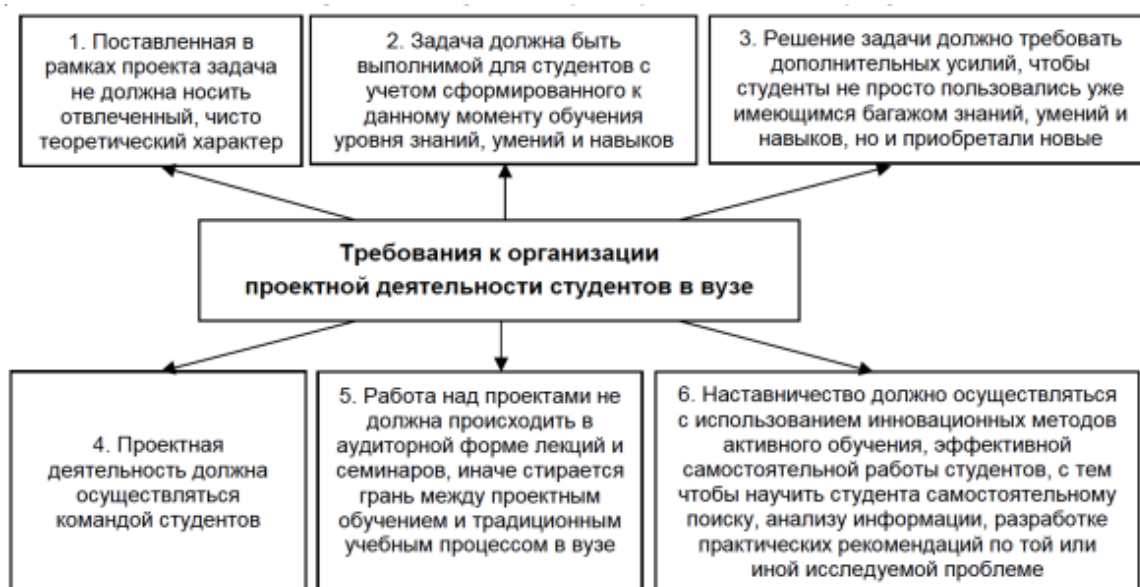 1. Поставленная в
рамках проекта задача
не должна носить
отвлеченный, чисто
теоретический характер
2. Задача должна быть
выполнимой для студентов с
учетом сформированного к
данному моменту обучения
уровня знаний, умений и навыков
3. Решение задачи должно требовать
дополнительных усилий, чтобы
студенты не просто пользовались уже
имеющимся багажом знаний, умений и
навыков, но и приобретали новые
Требования к организации
проектной деятельности студентов в вузе
4. Проектная
деятельность должна
осуществляться
командой студентов
5. Работа над проектами не
должна происходить в
аудиторной форме лекций и
семинаров, иначе стирается
грань между проектным
обучением и традиционным
учебным процессом в вузе
6. Наставничество должно осуществляться
с использованием инновационных методов
активного обучения, эффективной
самостоятельной работы студентов, с тем
чтобы научить студента самостоятельному
поиску, анализу информации, разработке
практических рекомендаций по той или
иной исследуемой проблеме